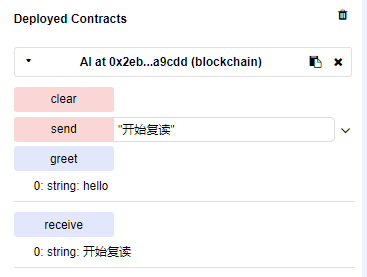 Deployed Contracts
AI at 0x2eb...a9cdd (blockchain)
clear
send "开始复读"
greet
0: string: hello
receive
0: string: 开始复读